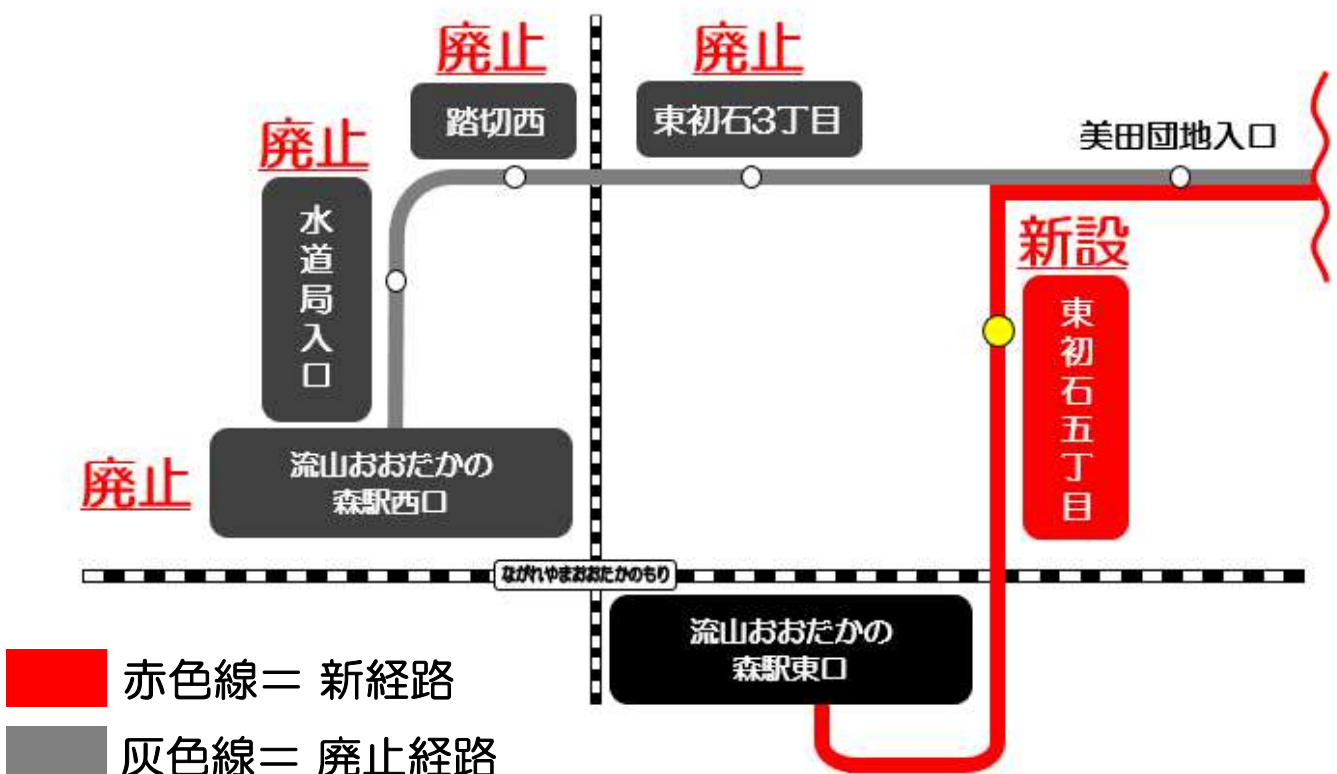 廃止
廃止
踏切西
東初石3丁目
美田団地入口
廃止
水道局入口
新設
東初石五丁目
廃止
流山おおたかの
森駅西口
ながれやまおおたかのもり
流山おおたかの
森駅東口
赤色線＝ 新経路
灰色線＝ 廃止経路